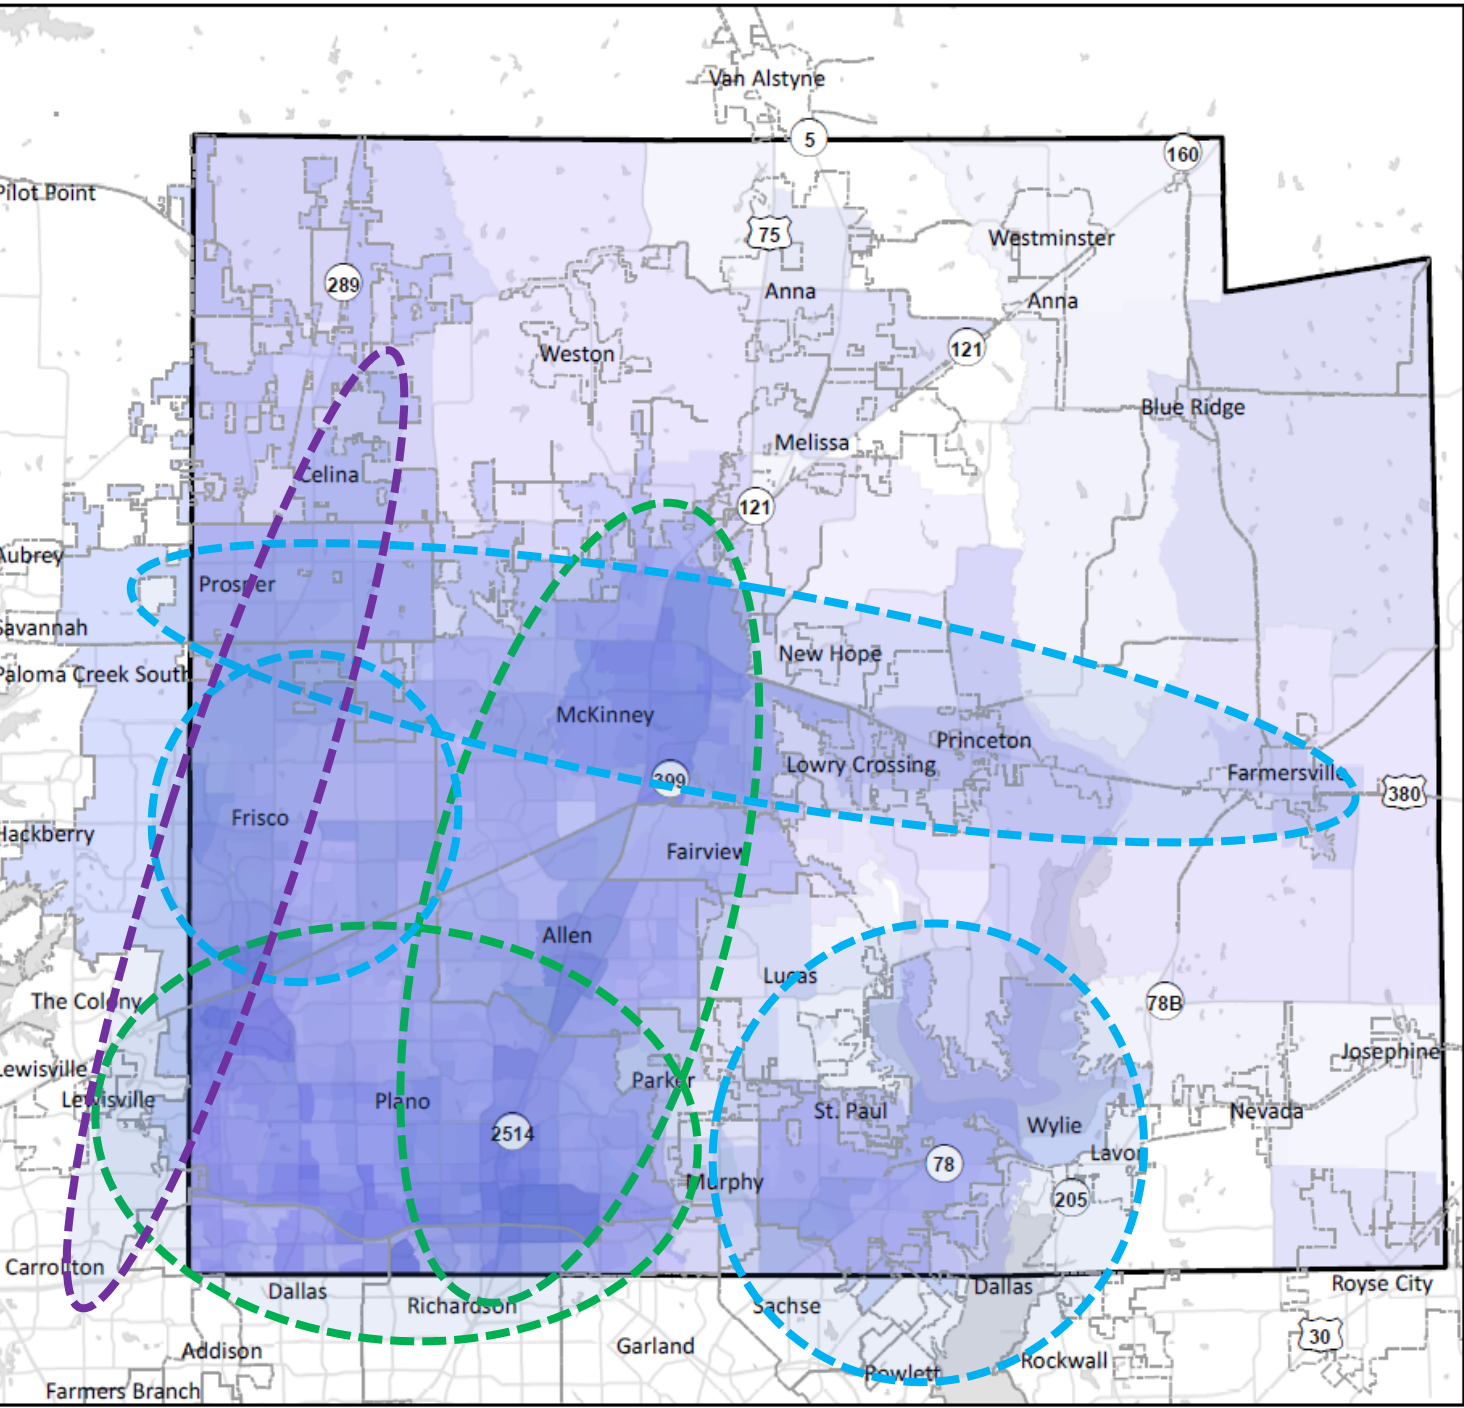 Van Alstyne
5
160
Pilot Point
75
Westminster
289
Anna
Anna
121
Weston
Blue Ridge
Melissa
Celina
121
Aubrey
Prosper
Savannah
New Hope
Paloma Creek South
McKinney
Princeton
Lowry Crossing
Farmersville
399
380
Frisco
Hackberry
Fairview
Allen
Lucas
The Colony
78B
Josephine
Lewisville
Lewisville
Parker
Plano
St. Paul
Nevada
Wylie
2514
Lavon
78
Murphy
205
Carrollton
Dallas
Dallas
Royse City
Richardson
Sachse
30
Garland
Addison
Rockwall
Rowlett
Farmers Branch